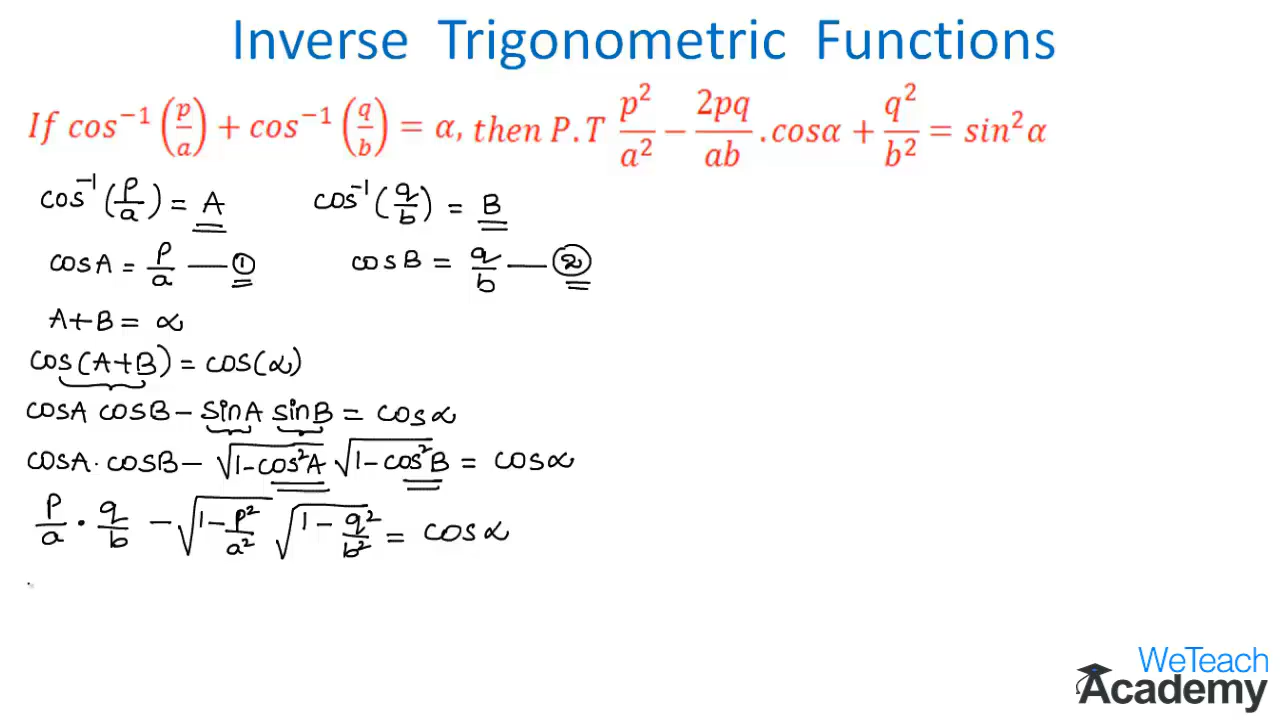 Inverse Trigonometric Functions
If cos⁻¹(p/a) + cos⁻¹(q/b) = α, then P.T p²/a² − 2pq/ab .cosα + q²/b² = sin²α
cos⁻¹(p/a) = A cos⁻¹(q/b) = B
cosA = p/a — ① cosB = q/b — ②
A+B = α
cos(A+B) = cos(α)
cosA cosB − sinA sinB = cosα
cosA · cosB − √(1−cos²A) √(1−cos²B) = cosα
p/a · q/b − √(1−p²/a²) √(1−q²/b²) = cosα
WeTeach
Academy